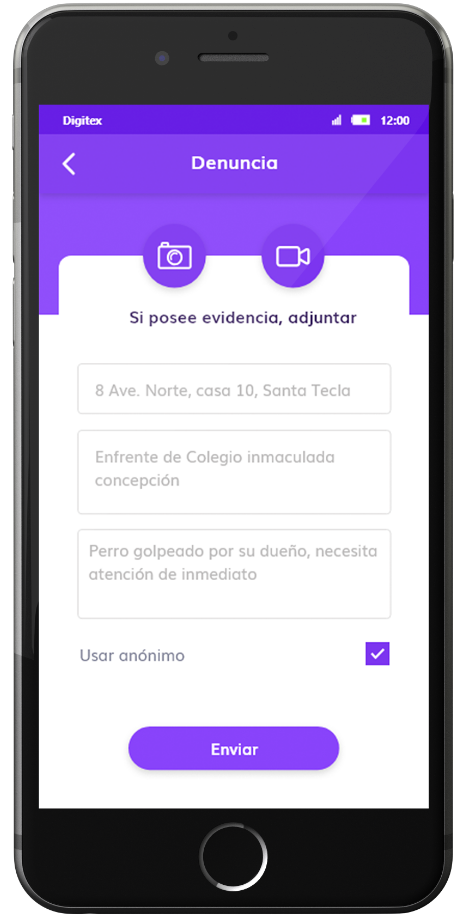 Digitex 12:00
Denuncia
Si posee evidencia, adjuntar
8 Ave. Norte, casa 10, Santa Tecla
Enfrente de Colegio inmaculada
concepción
Perro golpeado por su dueño, necesita
atención de inmediato
Usar anónimo
Enviar